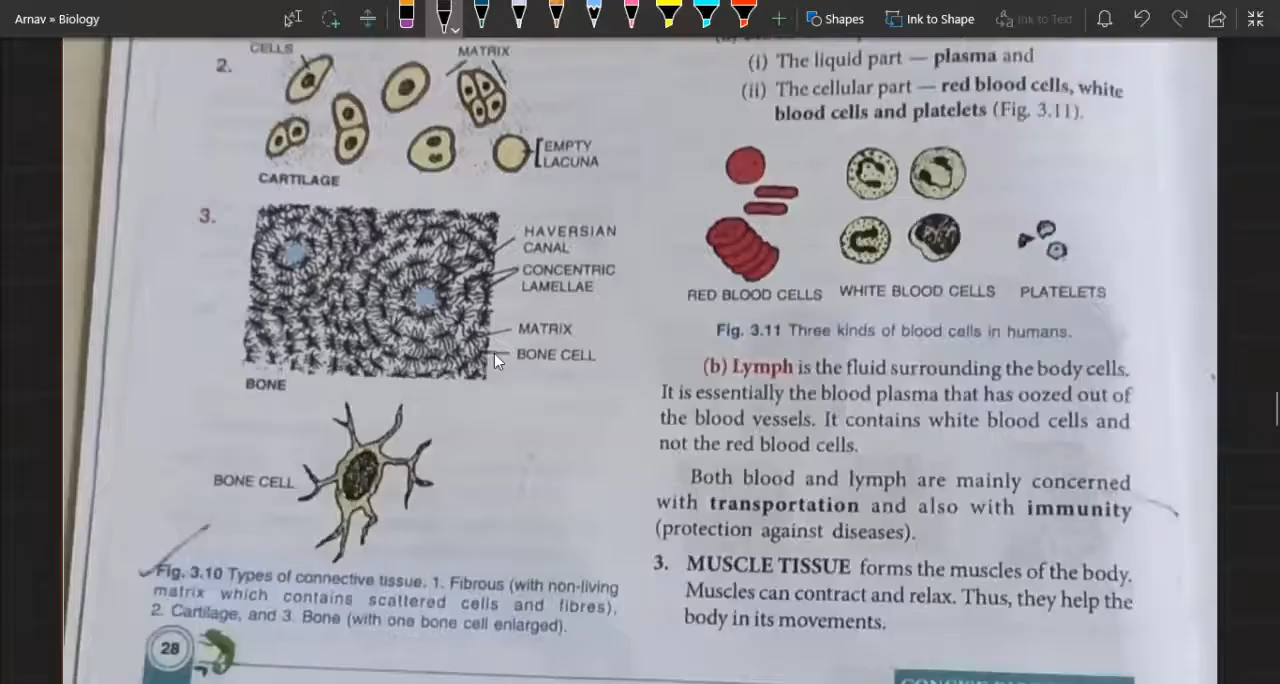 Arnav » Biology
Shapes
Ink to Shape
Ink to Text
CELLS
MATRIX
2.
EMPTY
LACUNA
CARTILAGE
3.
HAVERSIAN
CANAL
CONCENTRIC
LAMELLAE
MATRIX
BONE CELL
BONE
BONE CELL
Fig. 3.10 Types of connective tissue. 1. Fibrous (with non-living
matrix which contains scattered cells and fibres),
2. Cartilage, and 3. Bone (with one bone cell enlarged).
28
(i) The liquid part — plasma and
(ii) The cellular part — red blood cells, white
blood cells and platelets (Fig. 3.11).
RED BLOOD CELLS
WHITE BLOOD CELLS
PLATELETS
Fig. 3.11 Three kinds of blood cells in humans.
(b) Lymph is the fluid surrounding the body cells.
It is essentially the blood plasma that has oozed out of
the blood vessels. It contains white blood cells and
not the red blood cells.
Both blood and lymph are mainly concerned
with transportation and also with immunity
(protection against diseases).
3. MUSCLE TISSUE forms the muscles of the body.
Muscles can contract and relax. Thus, they help the
body in its movements.